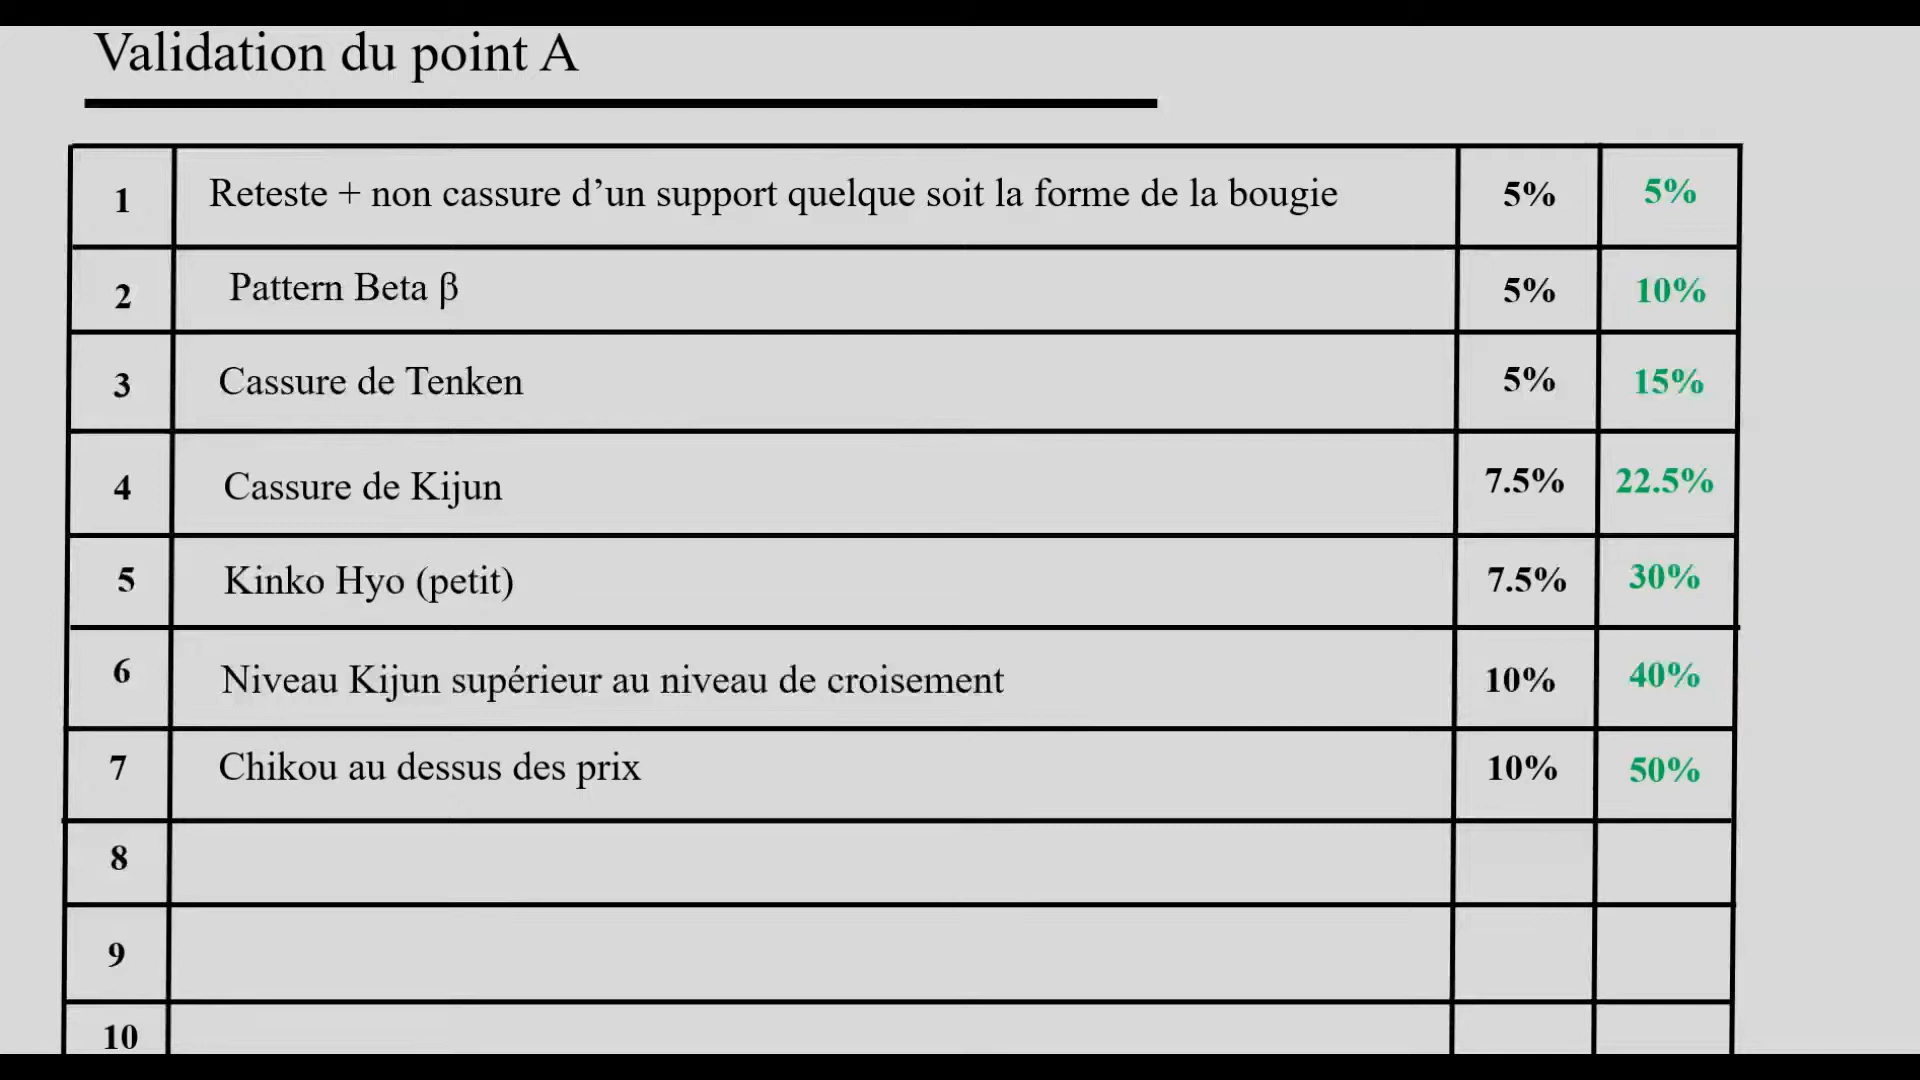 Validation du point A
1 Reteste + non cassure d’un support quelque soit la forme de la bougie 5% 5%
2 Pattern Beta β 5% 10%
3 Cassure de Tenken 5% 15%
4 Cassure de Kijun 7.5% 22.5%
5 Kinko Hyo (petit) 7.5% 30%
6 Niveau Kijun supérieur au niveau de croisement 10% 40%
7 Chikou au dessus des prix 10% 50%
8
9
10